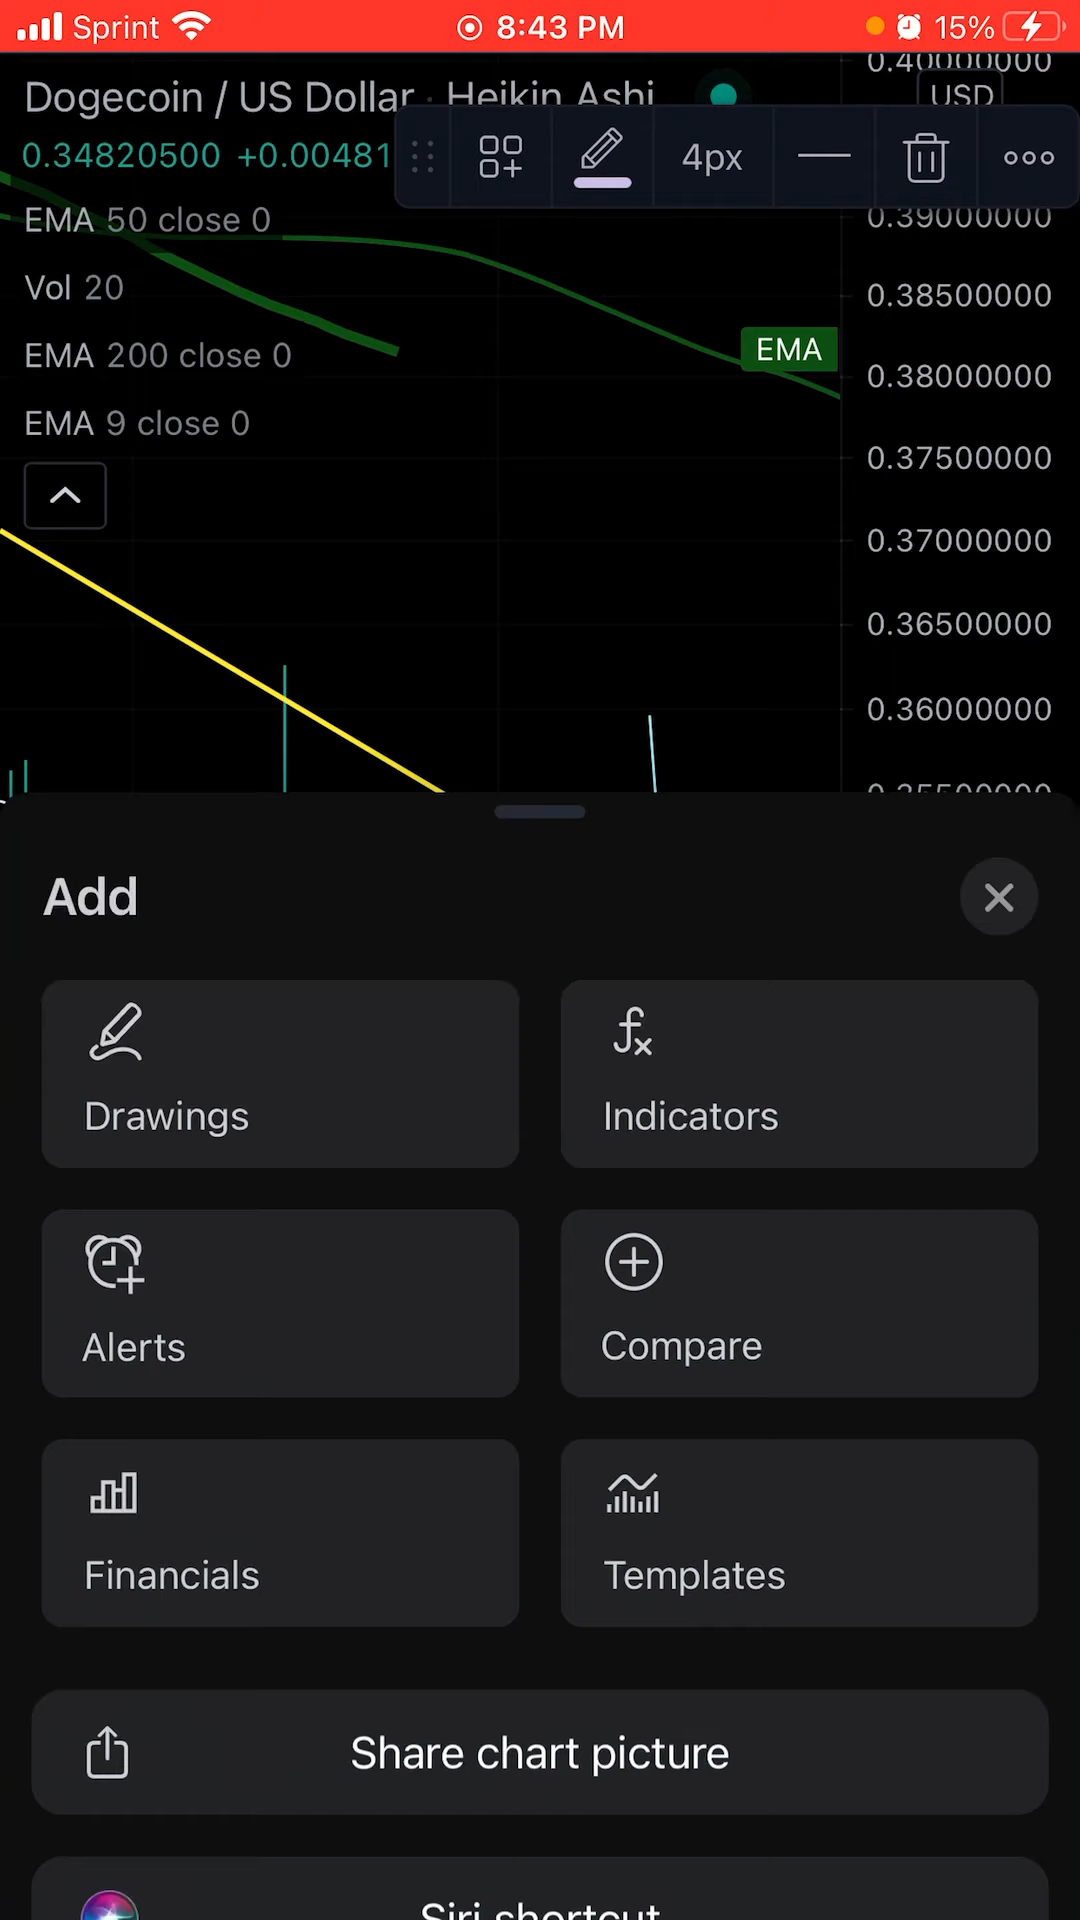 Sprint 8:43 PM 15%
0.40000000
Dogecoin / US Dollar · Heikin Ashi USD
0.34820500 +0.00481 4px
EMA 50 close 0 0.39000000
Vol 20 0.38500000
EMA 200 close 0 EMA 0.38000000
EMA 9 close 0
0.37500000
0.37000000
0.36500000
0.36000000
0.35500000
Add
Drawings Indicators
Alerts Compare
Financials Templates
Share chart picture
Siri shortcut